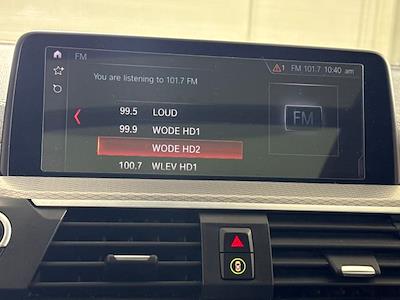 FM
⚠1 FM 101.7 10:40 am
You are listening to 101.7 FM
99.5 LOUD
99.9 WODE HD1
WODE HD2
100.7 WLEV HD1
FM